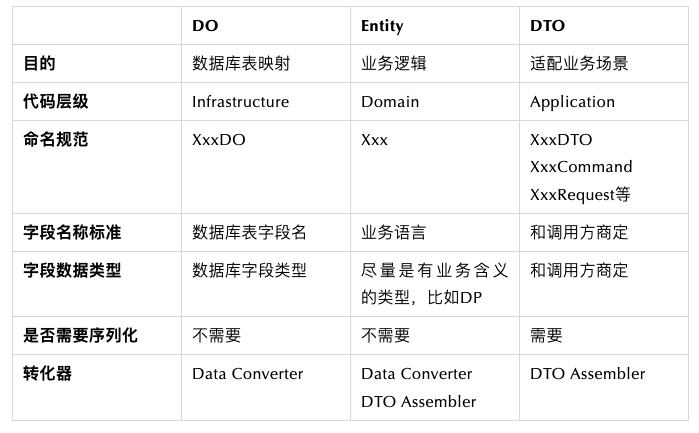 DO Entity DTO
目的 数据库表映射 业务逻辑 适配业务场景
代码层级 Infrastructure Domain Application
命名规范 XxxDO Xxx XxxDTO
XxxCommand
XxxRequest等
字段名称标准 数据库表字段名 业务语言 和调用方商定
字段数据类型 数据库字段类型 尽量是有业务含义 和调用方商定
的类型，比如DP
是否需要序列化 不需要 不需要 需要
转化器 Data Converter Data Converter DTO Assembler
DTO Assembler